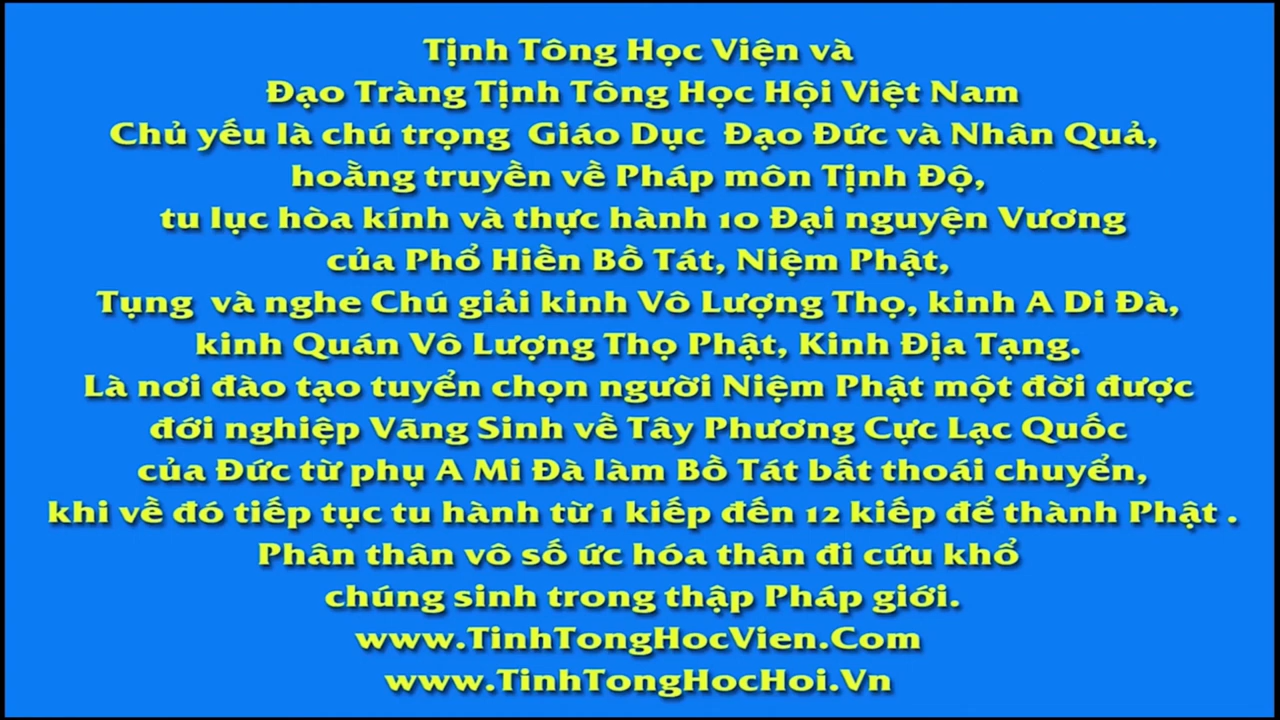 Tịnh Tông Học Viện và
Đạo Tràng Tịnh Tông Học Hội Việt Nam
Chủ yếu là chú trọng Giáo Dục Đạo Đức và Nhân Quả,
hoằng truyền về Pháp môn Tịnh Độ,
tu lục hòa kính và thực hành 10 Đại nguyện Vương
của Phổ Hiền Bồ Tát, Niệm Phật,
Tụng và nghe Chú giải kinh Vô Lượng Thọ, kinh A Di Đà,
kinh Quán Vô Lượng Thọ Phật, Kinh Địa Tạng.
Là nơi đào tạo tuyển chọn người Niệm Phật một đời được
đới nghiệp Vãng Sinh về Tây Phương Cực Lạc Quốc
của Đức từ phụ A Mi Đà làm Bồ Tát bất thoái chuyển,
khi về đó tiếp tục tu hành từ 1 kiếp đến 12 kiếp để thành Phật .
Phân thân vô số ức hóa thân đi cứu khổ
chúng sinh trong thập Pháp giới.
www.TinhTongHocVien.Com
www.TinhTongHocHoi.Vn